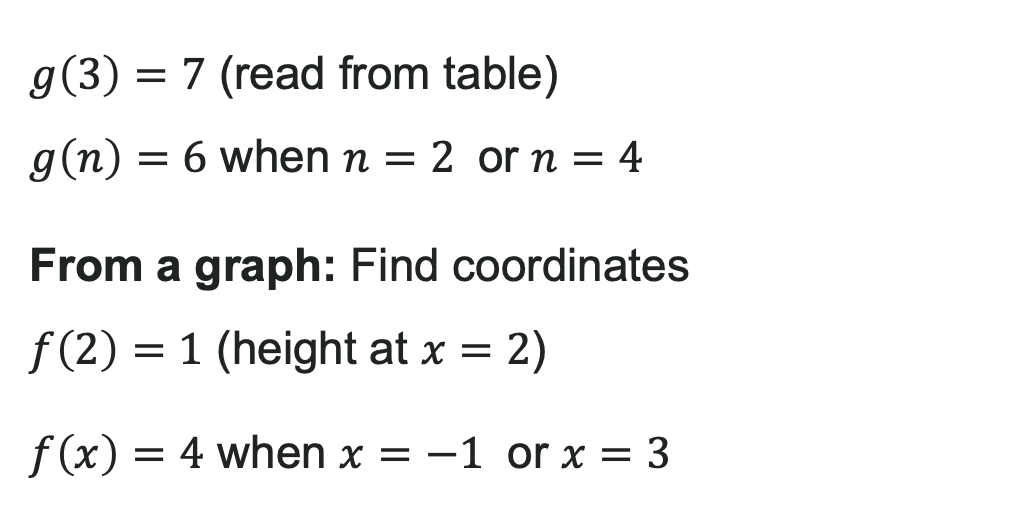 g(3) = 7 (read from table)
g(n) = 6 when n = 2 or n = 4
From a graph: Find coordinates
f(2) = 1 (height at x = 2)
f(x) = 4 when x = −1 or x = 3